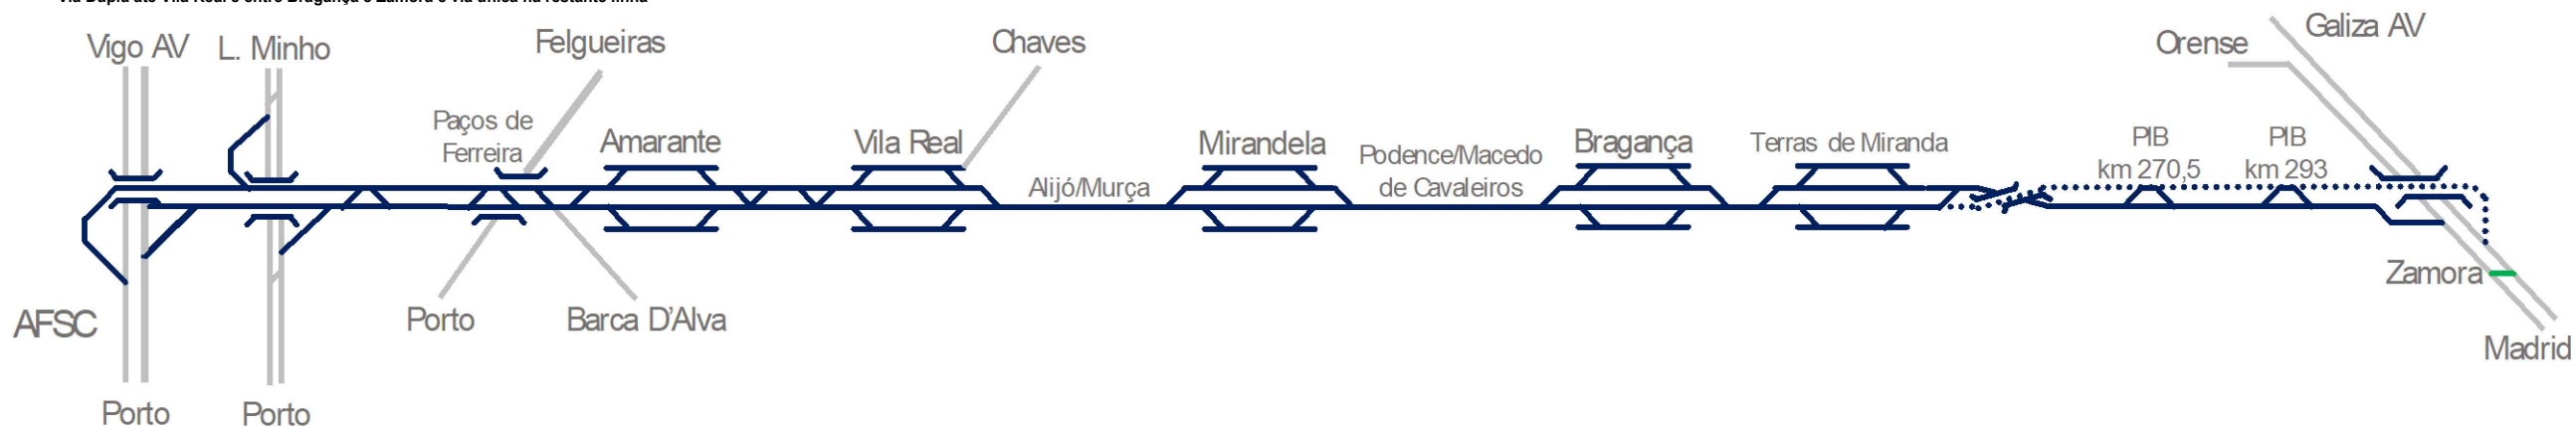 Via Dupla até Vila Real e entre Bragança e Zamora e via única na restante linha
Vigo AV
L. Minho
Felgueiras
Chaves
Orense
Galiza AV
Paços de
Ferreira
Amarante
Vila Real
Alijó/Murça
Mirandela
Podence/Macedo
de Cavaleiros
Bragança
Terras de Miranda
PIB
km 270,5
PIB
km 293
AFSC
Porto
Porto
Porto
Barca D'Alva
Zamora
Madrid